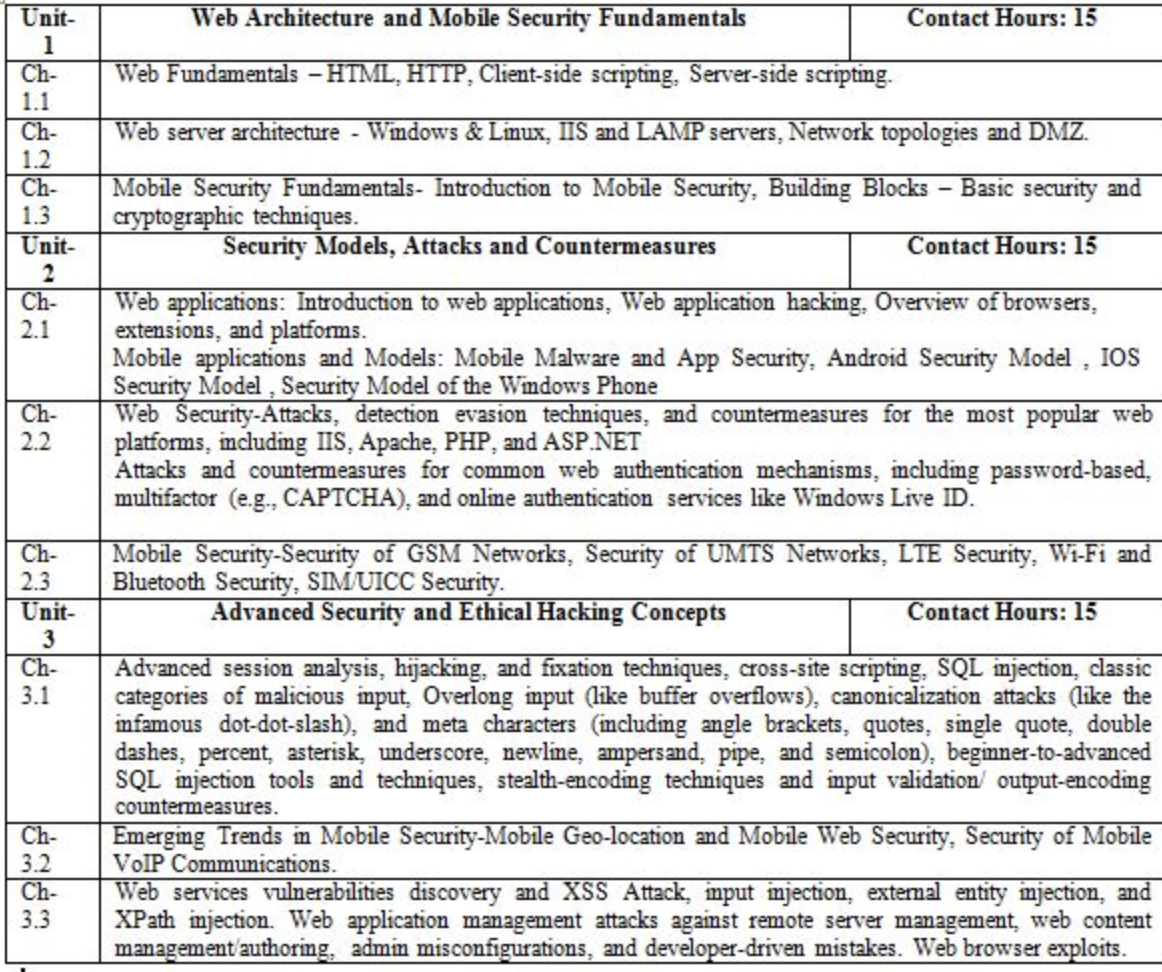 Unit-
1
Web Architecture and Mobile Security Fundamentals
Contact Hours: 15
Ch-
1.1
Web Fundamentals – HTML, HTTP, Client-side scripting, Server-side scripting.
Ch-
1.2
Web server architecture - Windows & Linux, IIS and LAMP servers, Network topologies and DMZ.
Ch-
1.3
Mobile Security Fundamentals- Introduction to Mobile Security, Building Blocks – Basic security and
cryptographic techniques.
Unit-
2
Security Models, Attacks and Countermeasures
Contact Hours: 15
Ch-
2.1
Web applications: Introduction to web applications, Web application hacking, Overview of browsers,
extensions, and platforms.
Mobile applications and Models: Mobile Malware and App Security, Android Security Model , IOS
Security Model , Security Model of the Windows Phone
Ch-
2.2
Web Security-Attacks, detection evasion techniques, and countermeasures for the most popular web
platforms, including IIS, Apache, PHP, and ASP.NET
Attacks and countermeasures for common web authentication mechanisms, including password-based,
multifactor (e.g., CAPTCHA), and online authentication services like Windows Live ID.
Ch-
2.3
Mobile Security-Security of GSM Networks, Security of UMTS Networks, LTE Security, Wi-Fi and
Bluetooth Security, SIM/UICC Security.
Unit-
3
Advanced Security and Ethical Hacking Concepts
Contact Hours: 15
Ch-
3.1
Advanced session analysis, hijacking, and fixation techniques, cross-site scripting, SQL injection, classic
categories of malicious input, Overlong input (like buffer overflows), canonicalization attacks (like the
infamous dot-dot-slash), and meta characters (including angle brackets, quotes, single quote, double
dashes, percent, asterisk, underscore, newline, ampersand, pipe, and semicolon), beginner-to-advanced
SQL injection tools and techniques, stealth-encoding techniques and input validation/ output-encoding
countermeasures.
Ch-
3.2
Emerging Trends in Mobile Security-Mobile Geo-location and Mobile Web Security, Security of Mobile
VoIP Communications.
Ch-
3.3
Web services vulnerabilities discovery and XSS Attack, input injection, external entity injection, and
XPath injection. Web application management attacks against remote server management, web content
management/authoring, admin misconfigurations, and developer-driven mistakes. Web browser exploits.